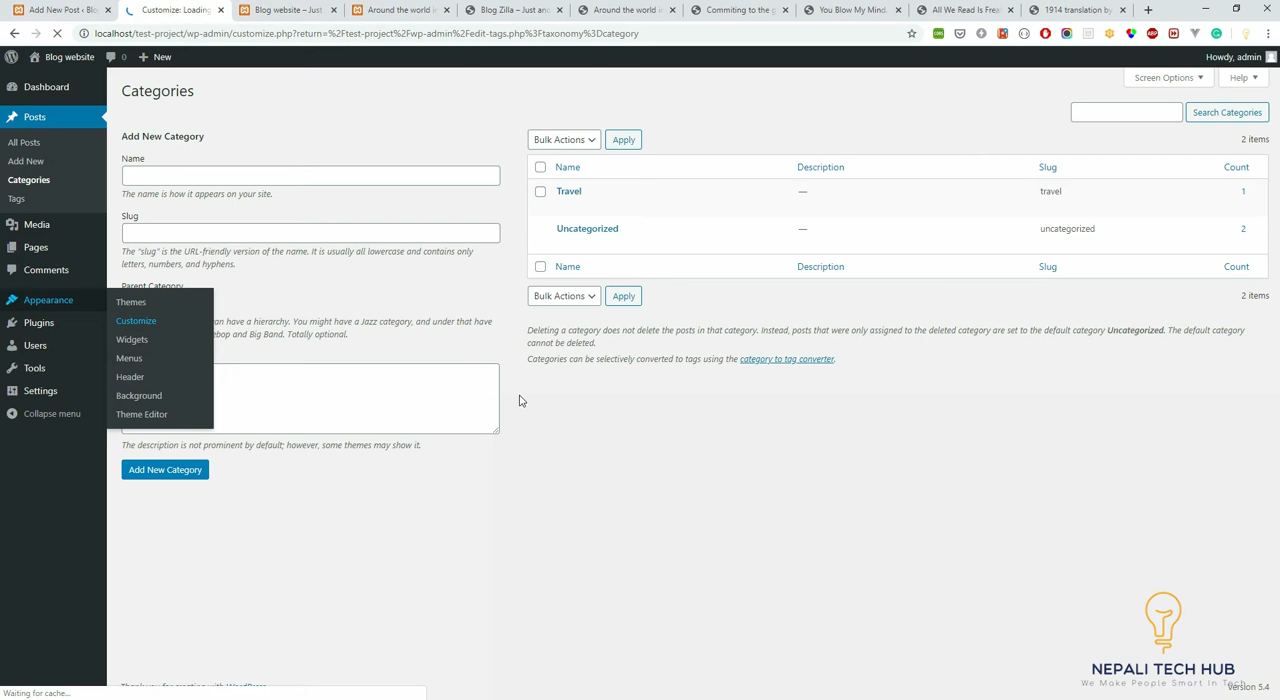 Add New Post ‹ Blo
Customize: Loading
Blog website – Jus
Around the world i
Blog Zilla – Just an
Around the world i
Commiting to the g
You Blow My Mind.
All We Read Is Frea
1914 translation by
localhost/test-project/wp-admin/customize.php?return=%2Ftest-project%2Fwp-admin%2Fedit-tags.php%3Ftaxonomy%3Dcategory
Blog website
0
New
Howdy, admin
Screen Options
Help
Dashboard
Posts
All Posts
Add New
Categories
Tags
Media
Pages
Comments
Appearance
Plugins
Users
Tools
Settings
Collapse menu
Themes
Customize
Widgets
Menus
Header
Background
Theme Editor
Categories
Search Categories
Add New Category
Name
The name is how it appears on your site.
Slug
The “slug” is the URL-friendly version of the name. It is usually all lowercase and contains only
letters, numbers, and hyphens.
Parent Category
an have a hierarchy. You might have a Jazz category, and under that have
ebop and Big Band. Totally optional.
The description is not prominent by default; however, some themes may show it.
Add New Category
Bulk Actions
Apply
2 items
Name Description Slug Count
Travel — travel 1
Uncategorized — uncategorized 2
Name Description Slug Count
Bulk Actions
Apply
2 items
Deleting a category does not delete the posts in that category. Instead, posts that were only assigned to the deleted category are set to the default category Uncategorized. The default category
cannot be deleted.
Categories can be selectively converted to tags using the category to tag converter.
NEPALI TECH HUB
We Make People Smart In Tech
Version 5.4
Thank you for creating with WordPress
Waiting for cache...